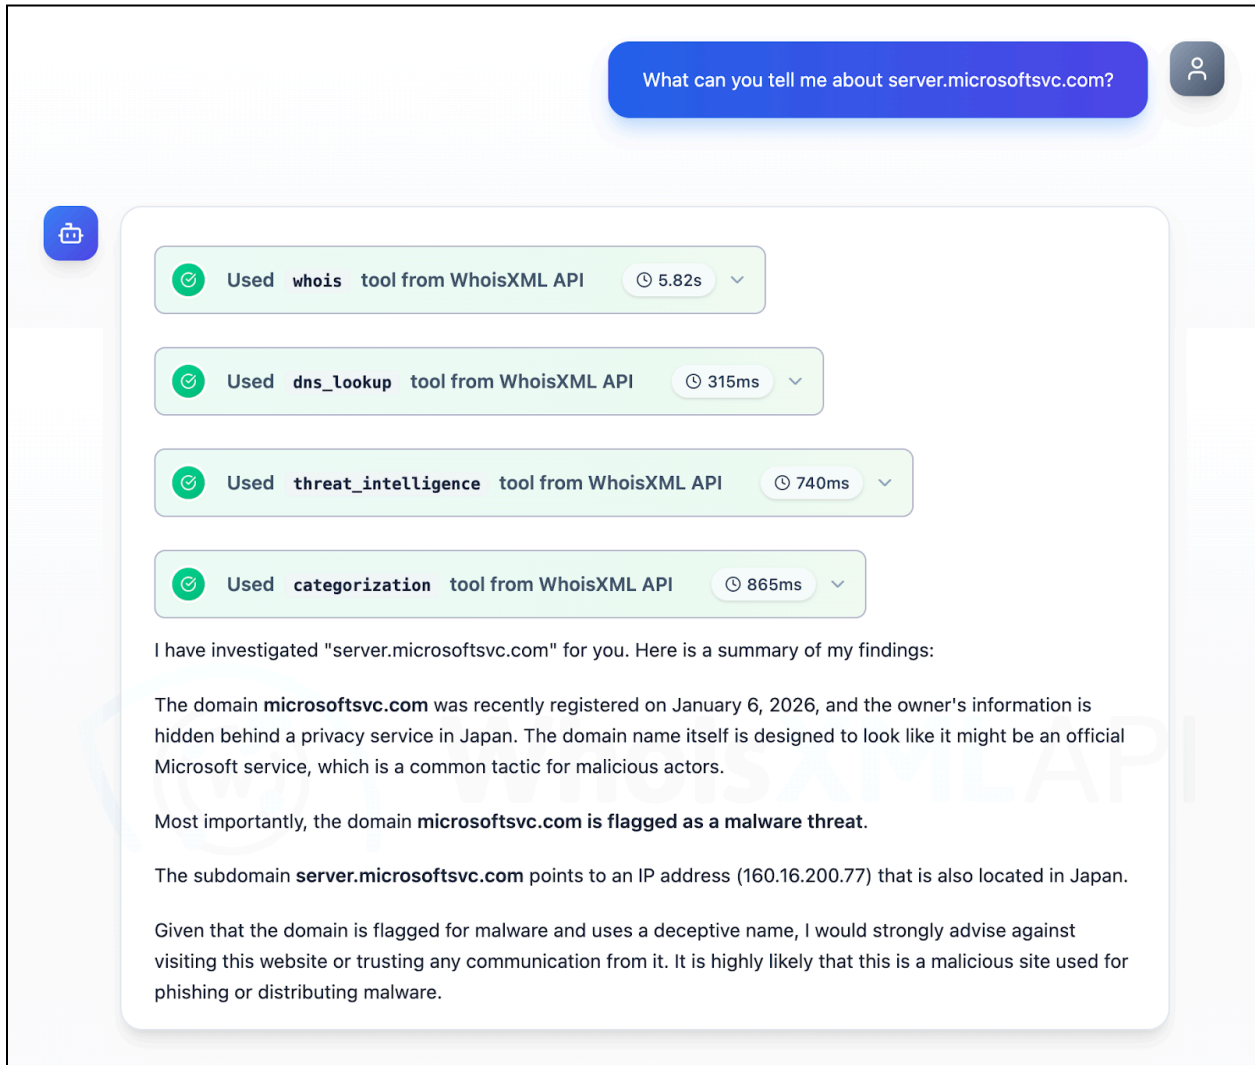 What can you tell me about server.microsoftsvc.com?
Used whois tool from WhoisXML API 5.82s
Used dns_lookup tool from WhoisXML API 315ms
Used threat_intelligence tool from WhoisXML API 740ms
Used categorization tool from WhoisXML API 865ms
I have investigated "server.microsoftsvc.com" for you. Here is a summary of my findings:
The domain microsoftsvc.com was recently registered on January 6, 2026, and the owner's information is
hidden behind a privacy service in Japan. The domain name itself is designed to look like it might be an official
Microsoft service, which is a common tactic for malicious actors.
Most importantly, the domain microsoftsvc.com is flagged as a malware threat.
The subdomain server.microsoftsvc.com points to an IP address (160.16.200.77) that is also located in Japan.
Given that the domain is flagged for malware and uses a deceptive name, I would strongly advise against
visiting this website or trusting any communication from it. It is highly likely that this is a malicious site used for
phishing or distributing malware.
WhoisXMLAPI